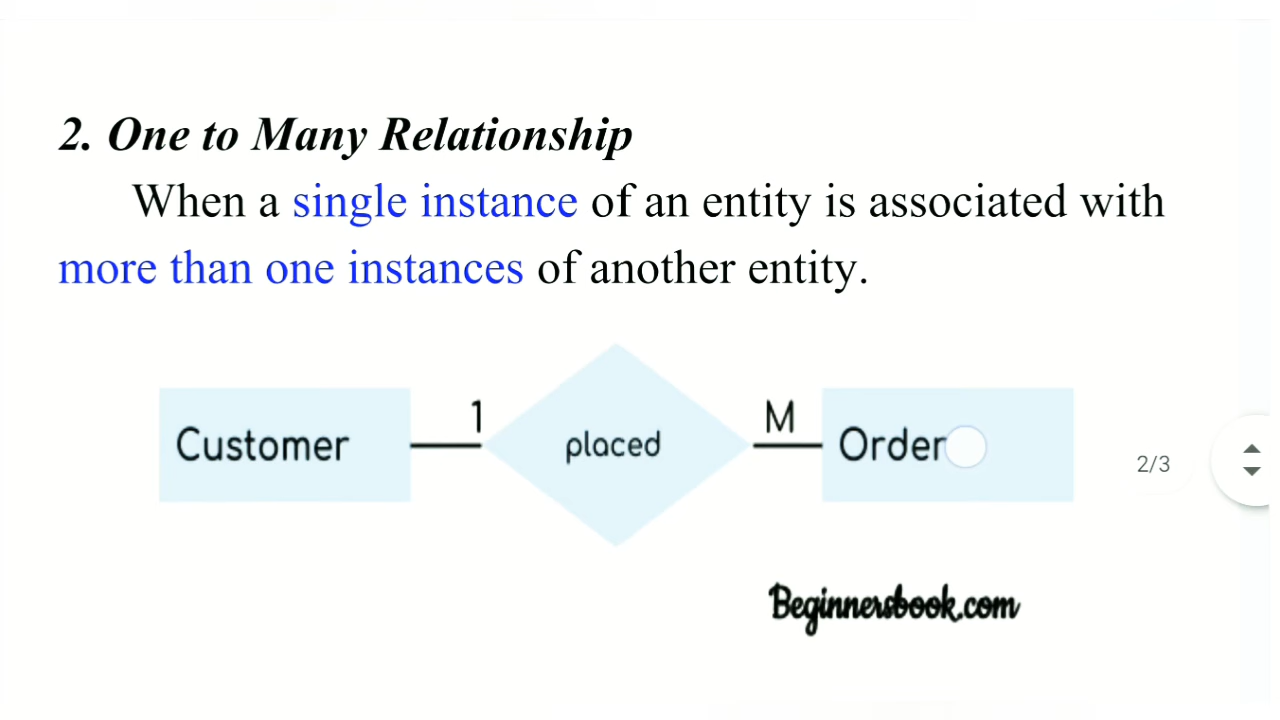 2. One to Many Relationship
When a single instance of an entity is associated with
more than one instances of another entity.
Customer 1 placed M Order
2/3
Beginnersbook.com